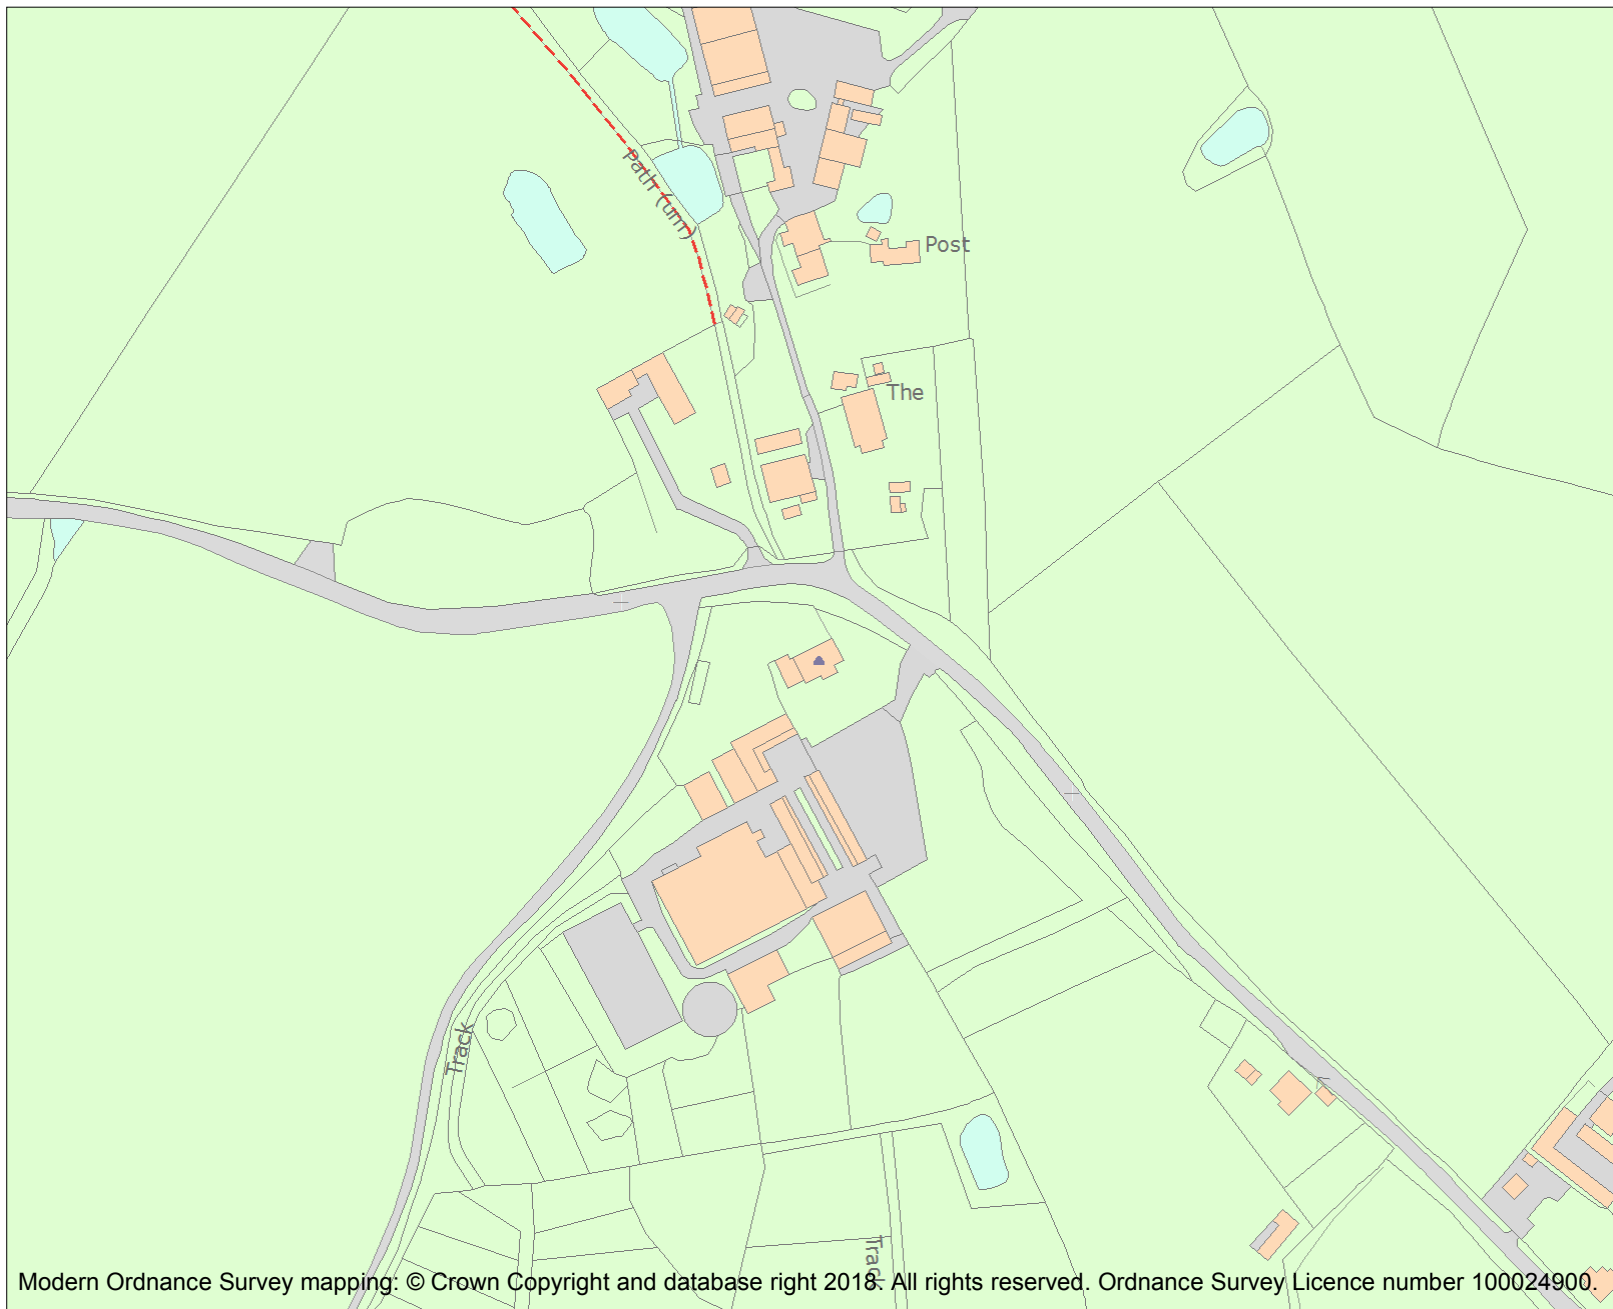 Path (um)
Post
The
Track
Track
Modern Ordnance Survey mapping: © Crown Copyright and database right 2018. All rights reserved. Ordnance Survey Licence number 100024900.